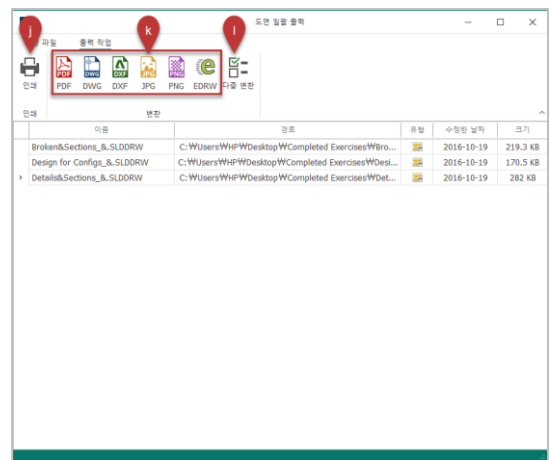 도면 일괄 출력
j
k
l
파일
출력 작업
인쇄
PDF
DWG
DXF
JPG
PNG
EDRW
다중 변환
인쇄
변환
이름
경로
유형
수정한 날짜
크기
Broken&Sections_&.SLDDRW
C:₩Users₩HP₩Desktop₩Completed Exercises₩Bro...
2016-10-19
219.3 KB
Design for Configs_&.SLDDRW
C:₩Users₩HP₩Desktop₩Completed Exercises₩Desi...
2016-10-19
170.5 KB
Details&Sections_&.SLDDRW
C:₩Users₩HP₩Desktop₩Completed Exercises₩Det...
2016-10-19
282 KB